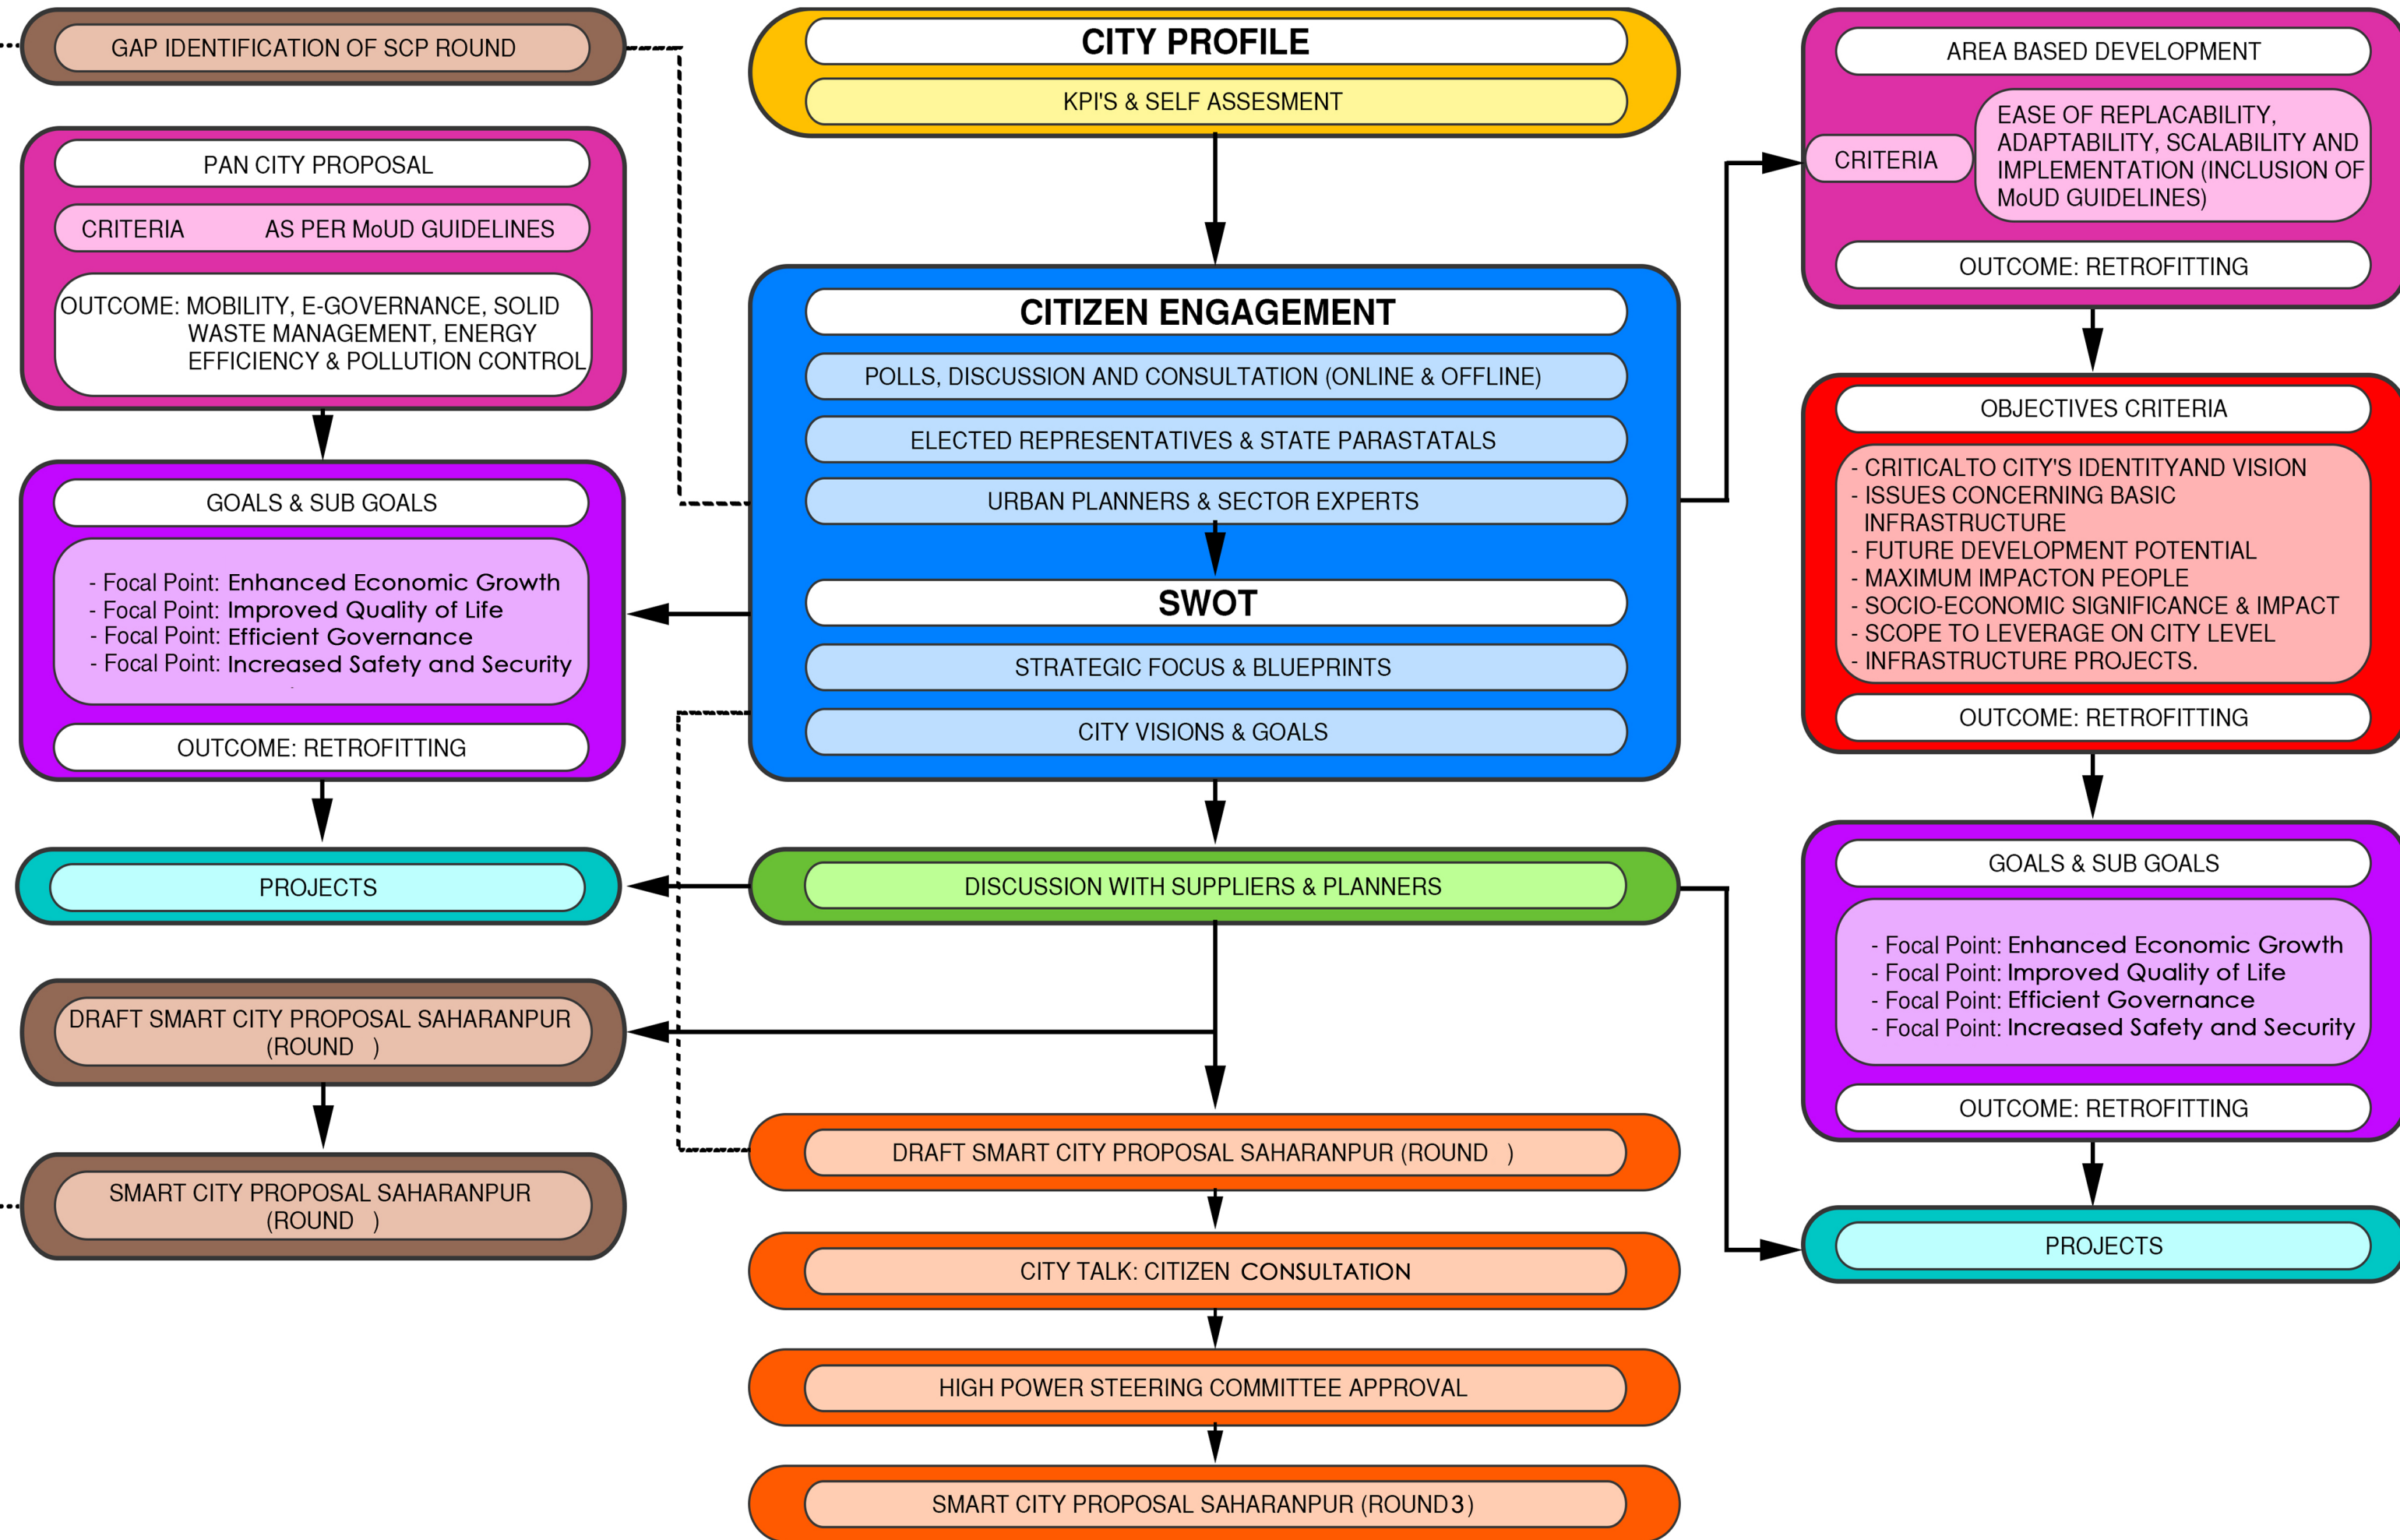 GAP IDENTIFICATION OF SCP ROUND
PAN CITY PROPOSAL
CRITERIA AS PER MoUD GUIDELINES
OUTCOME: MOBILITY, E-GOVERNANCE, SOLID
WASTE MANAGEMENT, ENERGY
EFFICIENCY & POLLUTION CONTROL
GOALS & SUB GOALS
- Focal Point: Enhanced Economic Growth
- Focal Point: Improved Quality of Life
- Focal Point: Efficient Governance
- Focal Point: Increased Safety and Security
OUTCOME: RETROFITTING
PROJECTS
DRAFT SMART CITY PROPOSAL SAHARANPUR
(ROUND )
SMART CITY PROPOSAL SAHARANPUR
(ROUND )
CITY PROFILE
KPI'S & SELF ASSESMENT
CITIZEN ENGAGEMENT
POLLS, DISCUSSION AND CONSULTATION (ONLINE & OFFLINE)
ELECTED REPRESENTATIVES & STATE PARASTATALS
URBAN PLANNERS & SECTOR EXPERTS
SWOT
STRATEGIC FOCUS & BLUEPRINTS
CITY VISIONS & GOALS
DISCUSSION WITH SUPPLIERS & PLANNERS
DRAFT SMART CITY PROPOSAL SAHARANPUR (ROUND )
CITY TALK: CITIZEN CONSULTATION
HIGH POWER STEERING COMMITTEE APPROVAL
SMART CITY PROPOSAL SAHARANPUR (ROUND3)
AREA BASED DEVELOPMENT
CRITERIA
EASE OF REPLACABILITY,
ADAPTABILITY, SCALABILITY AND
IMPLEMENTATION (INCLUSION OF
MoUD GUIDELINES)
OUTCOME: RETROFITTING
OBJECTIVES CRITERIA
- CRITICALTO CITY'S IDENTITYAND VISION
- ISSUES CONCERNING BASIC
INFRASTRUCTURE
- FUTURE DEVELOPMENT POTENTIAL
- MAXIMUM IMPACTON PEOPLE
- SOCIO-ECONOMIC SIGNIFICANCE & IMPACT
- SCOPE TO LEVERAGE ON CITY LEVEL
- INFRASTRUCTURE PROJECTS.
OUTCOME: RETROFITTING
GOALS & SUB GOALS
- Focal Point: Enhanced Economic Growth
- Focal Point: Improved Quality of Life
- Focal Point: Efficient Governance
- Focal Point: Increased Safety and Security
OUTCOME: RETROFITTING
PROJECTS